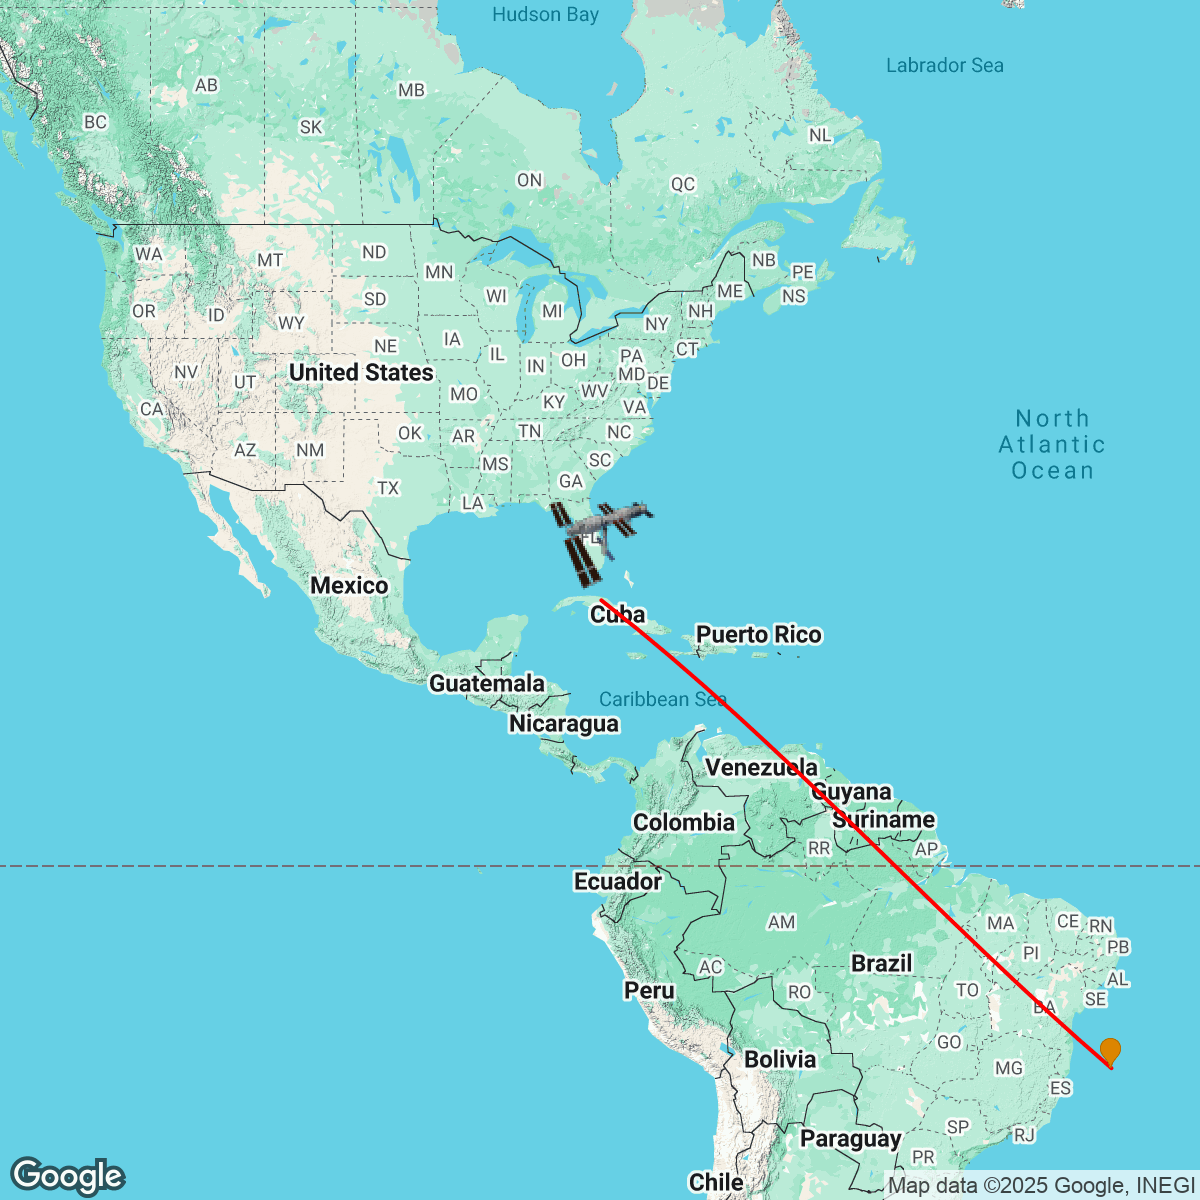 Hudson Bay
Labrador Sea
AB
MB
BC
SK
NL
ON
QC
WA
MT
ND
MN
NB
PE
OR
ID
WY
SD
WI
MI
ME
NS
NY
NH
NV
UT
NE
IA
IL
IN
OH
PA
CT
United States
MD
DE
CA
MO
KY
WV
VA
AZ
NM
OK
AR
TN
NC
North
Atlantic
Ocean
TX
MS
SC
LA
GA
FL
Mexico
Cuba
Puerto Rico
Guatemala
Caribbean Sea
Nicaragua
Venezuela
Guyana
Colombia
Suriname
RR
AP
Ecuador
AM
MA
CE
RN
PI
PB
AC
Brazil
AL
Peru
RO
TO
BA
SE
GO
Bolivia
MG
ES
Paraguay
SP
RJ
PR
Chile
Google
Map data ©2025 Google, INEGI